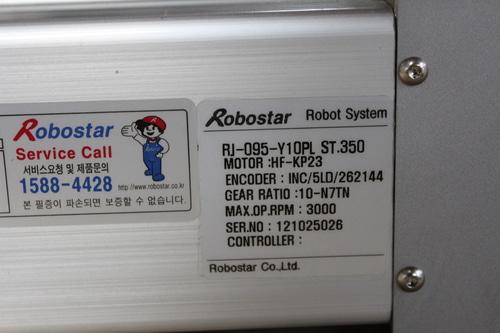 Robostar
Service Call
서비스요청 및 제품문의
1588-4428
http://www.robostar.co.kr
본 필증이 파손되면 보증할 수 없습니다.
Robostar Robot System
RJ-095-Y10PL ST.350
MOTOR :HF-KP23
ENCODER : INC/5LD/262144
GEAR RATIO :10-N7TN
MAX.OP.RPM : 3000
SER.NO : 121025026
CONTROLLER :
Robostar Co.,Ltd.